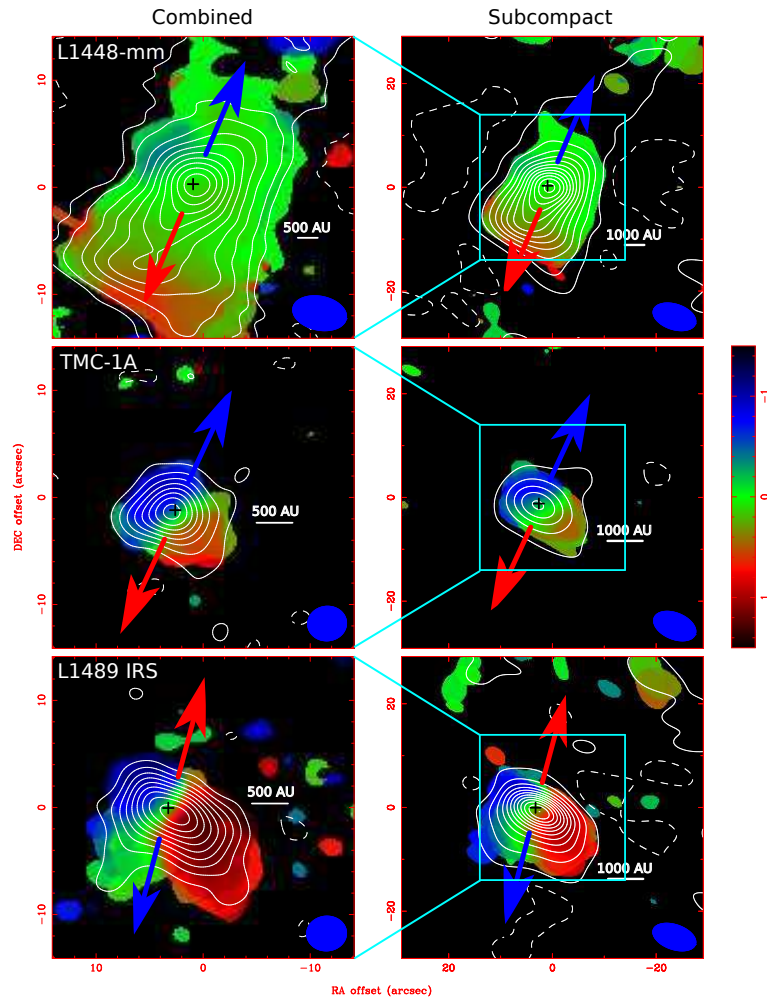 Combined Subcompact
L1448-mm
10
0
-10
500 AU
20
0
-20
1000 AU
TMC-1A
10
0
-10
500 AU
20
0
-20
1000 AU
-1
0
1
DEC offset (arcsec)
L1489 IRS
10
0
-10
500 AU
20
0
-20
1000 AU
10 0 -10 20 0 -20
RA offset (arcsec)